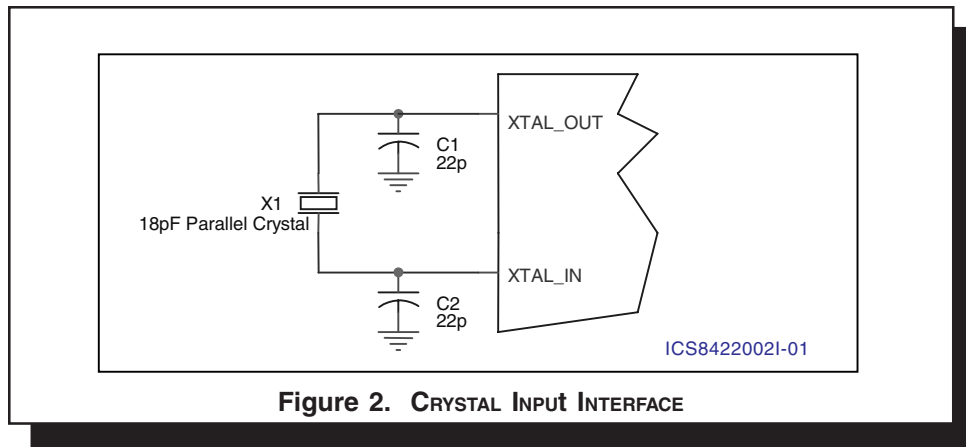 XTAL_OUT
C1
22p
X1
18pF Parallel Crystal
XTAL_IN
C2
22p
ICS8422002I-01
Figure 2. CRYSTAL INPUt INTERFACE